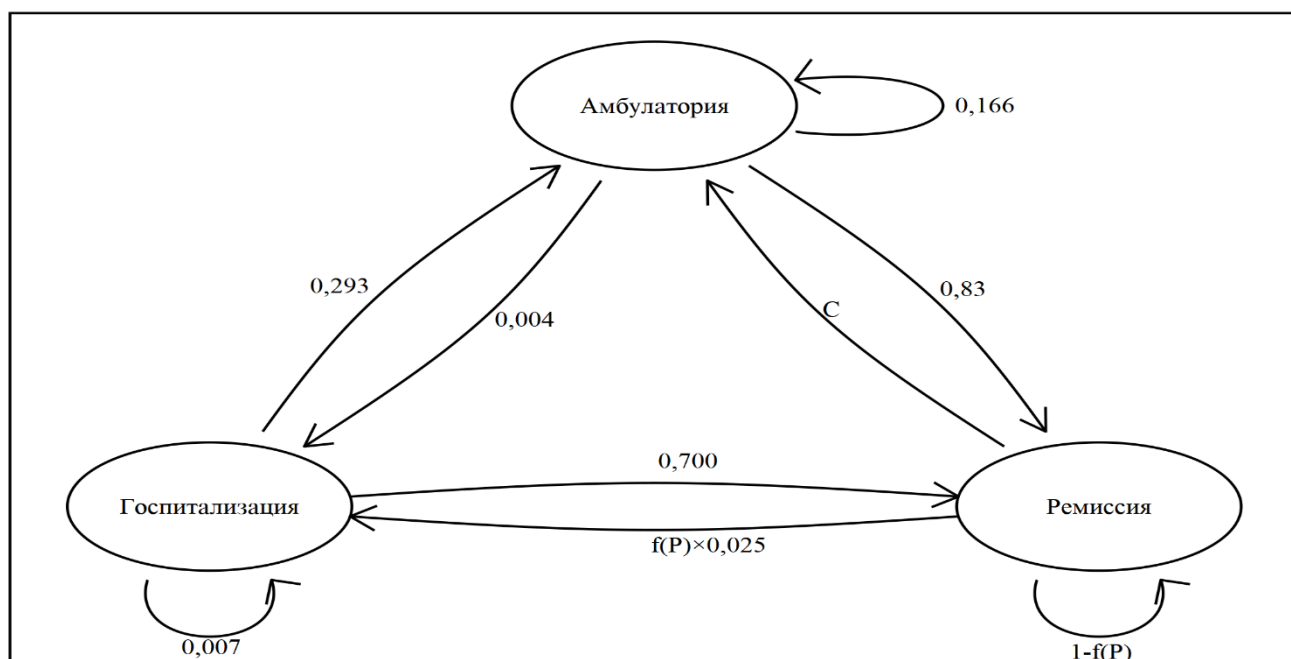 Амбулатория
0,166
0,293
0,004
С
0,83
0,700
Госпитализация
Ремиссия
f(P)×0,025
0,007
1-f(P)